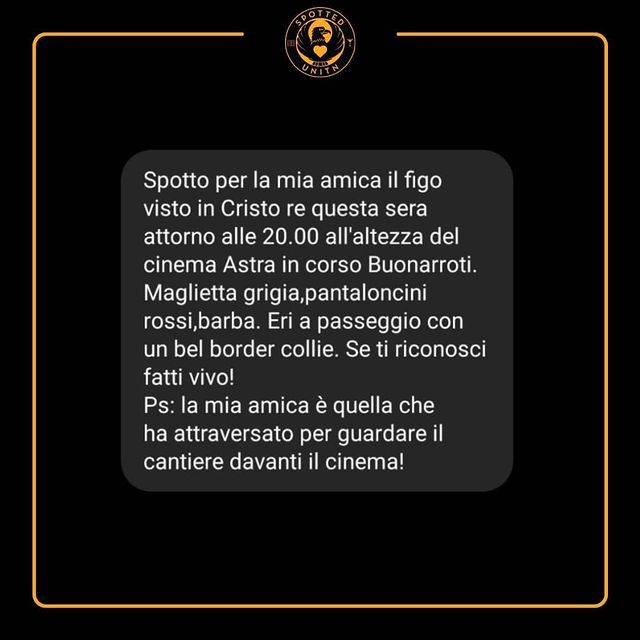 SPOTTED
UNITN
Spotto per la mia amica il figo
visto in Cristo re questa sera
attorno alle 20.00 all'altezza del
cinema Astra in corso Buonarroti.
Maglietta grigia,pantaloncini
rossi,barba. Eri a passeggio con
un bel border collie. Se ti riconosci
fatti vivo!
Ps: la mia amica è quella che
ha attraversato per guardare il
cantiere davanti il cinema!